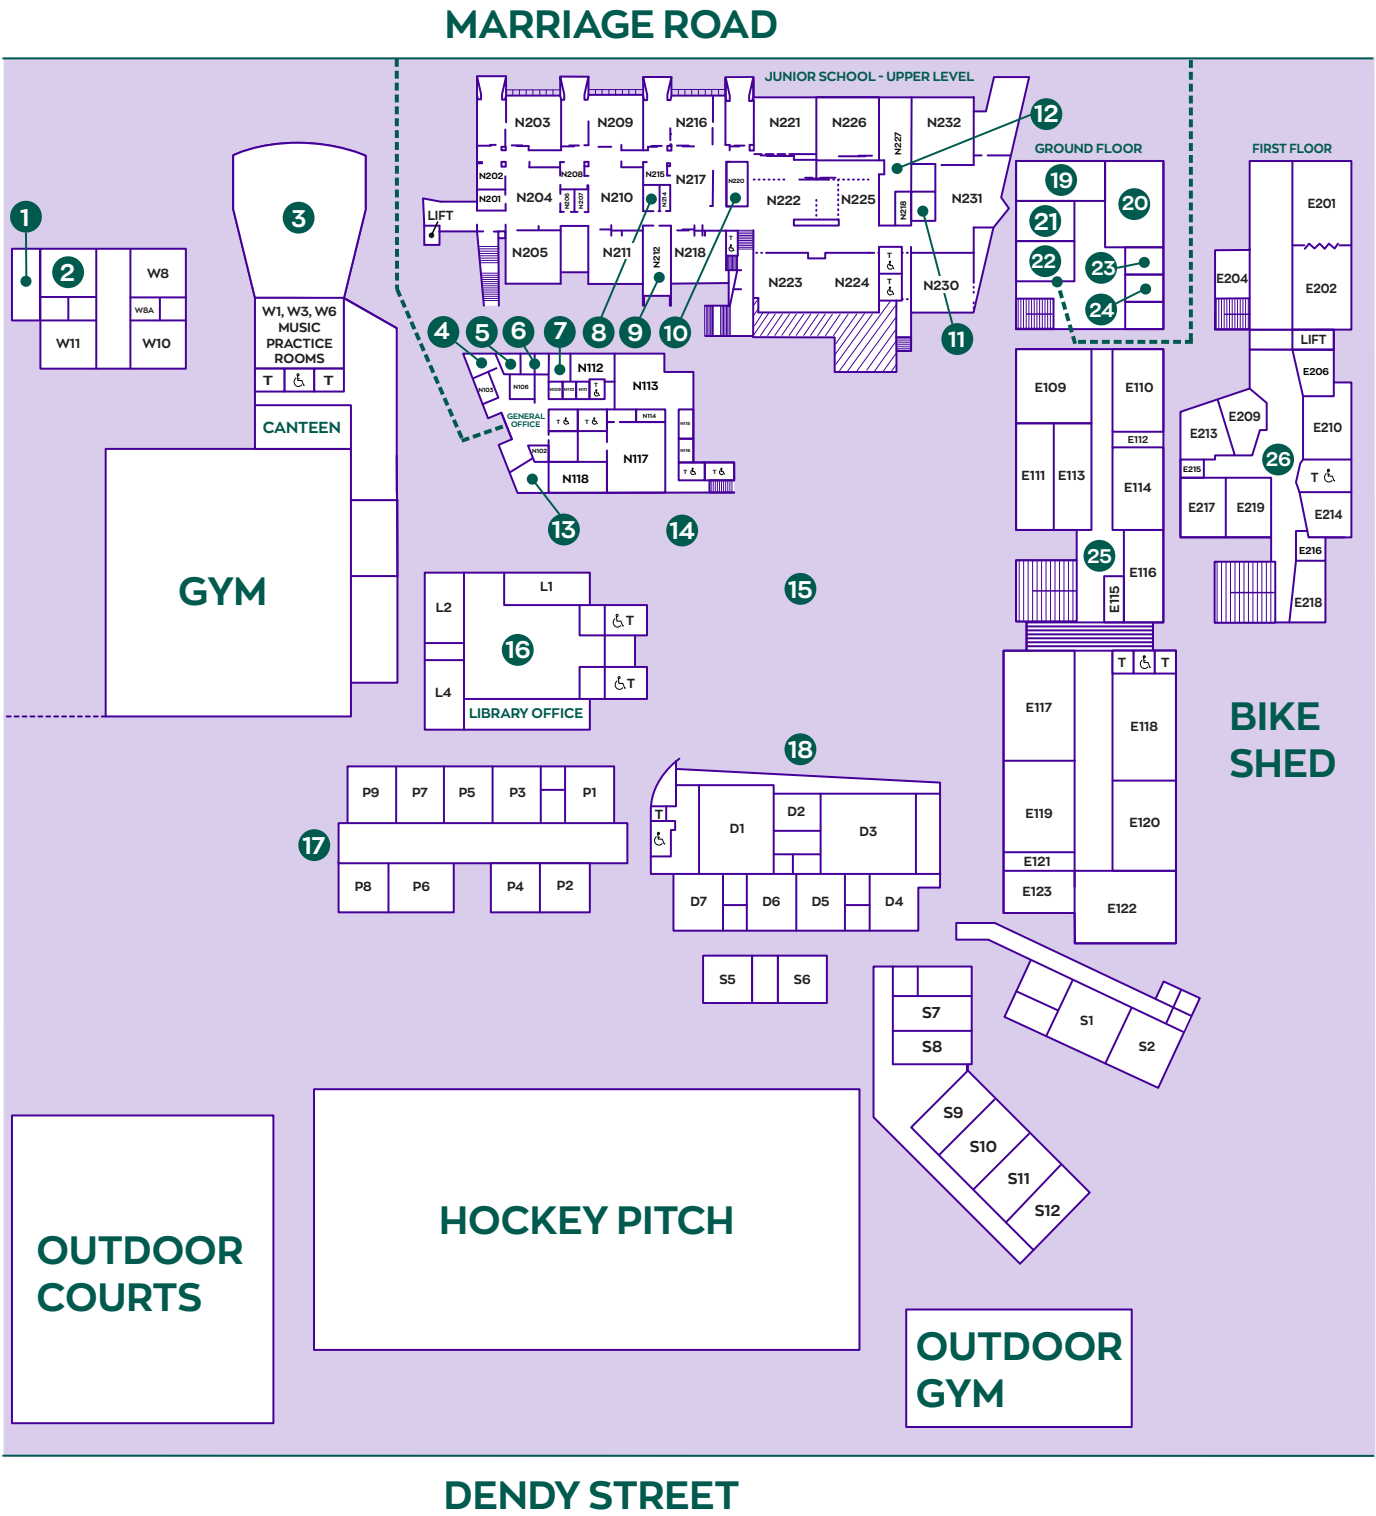 MARRIAGE ROAD
JUNIOR SCHOOL - UPPER LEVEL
N203
N209
N216
N221
N226
N227
N232
12
N202
N208
N215
N217
N220
N201
N204
N206
N207
N210
N214
N222
N225
N218
N231
LIFT
N205
N211
N212
N218
T
N223
N224
T
T
N230
4
5
6
7
8
9
10
11
GROUND FLOOR
19
20
21
22
23
24
FIRST FLOOR
E201
E204
E202
LIFT
E206
E209
E210
E213
26
E215
T
E217
E219
E214
E216
E218
1
2
W8
W8A
W11
W10
3
W1, W3, W6
MUSIC
PRACTICE
ROOMS
T
T
CANTEEN
GYM
N103
N106
N109
N110
N111
N112
T
N113
GENERAL
OFFICE
T
T
N114
N102
N117
N118
T
T
13
14
15
E109
E110
E112
E111
E113
E114
25
E115
E116
L1
L2
T
16
T
L4
LIBRARY OFFICE
E117
T
T
E118
E119
E120
E121
E123
E122
BIKE
SHED
P9
P7
P5
P3
P1
17
P8
P6
P4
P2
18
T
D1
D2
D3
D7
D6
D5
D4
S5
S6
S7
S8
S1
S2
S9
S10
S11
S12
HOCKEY PITCH
OUTDOOR
COURTS
OUTDOOR
GYM
DENDY STREET